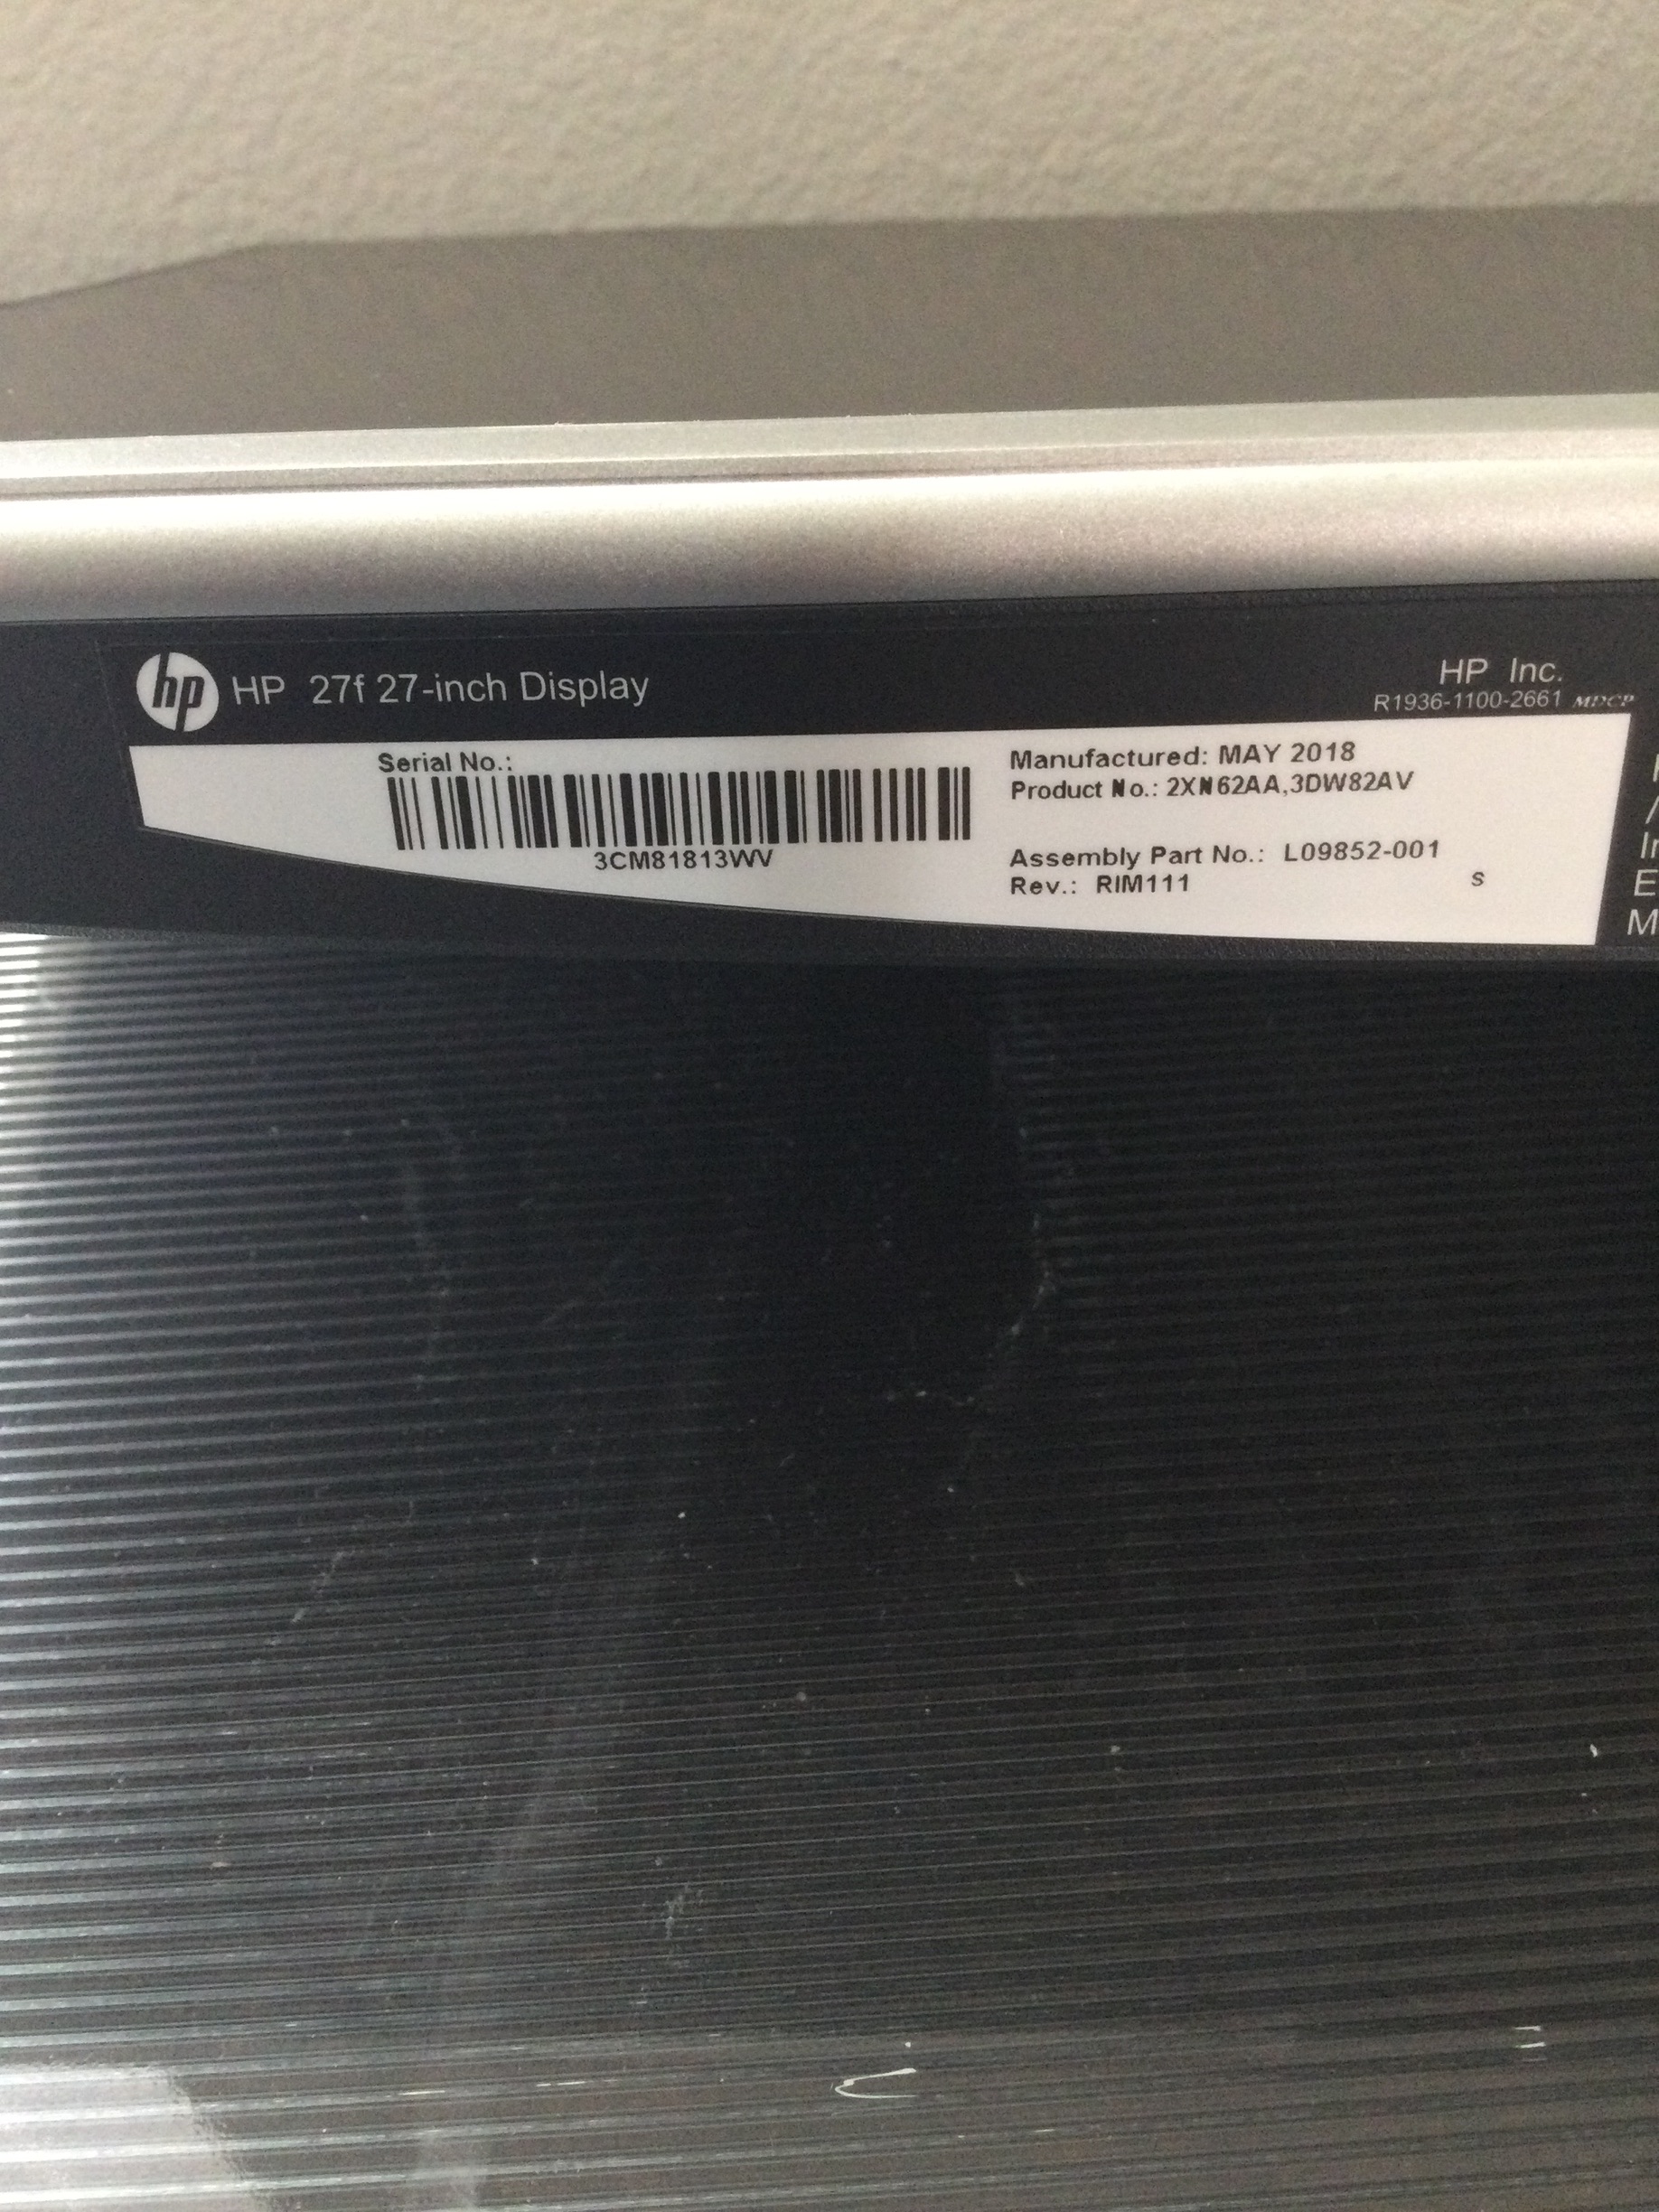 hp HP 27f 27-inch Display
HP Inc.
R1936-1100-2661 MDCP
Serial No.:
3CM81813WV
Manufactured: MAY 2018
Product No.: 2XN62AA,3DW82AV
Assembly Part No.: L09852-001
Rev.: RIM111
S